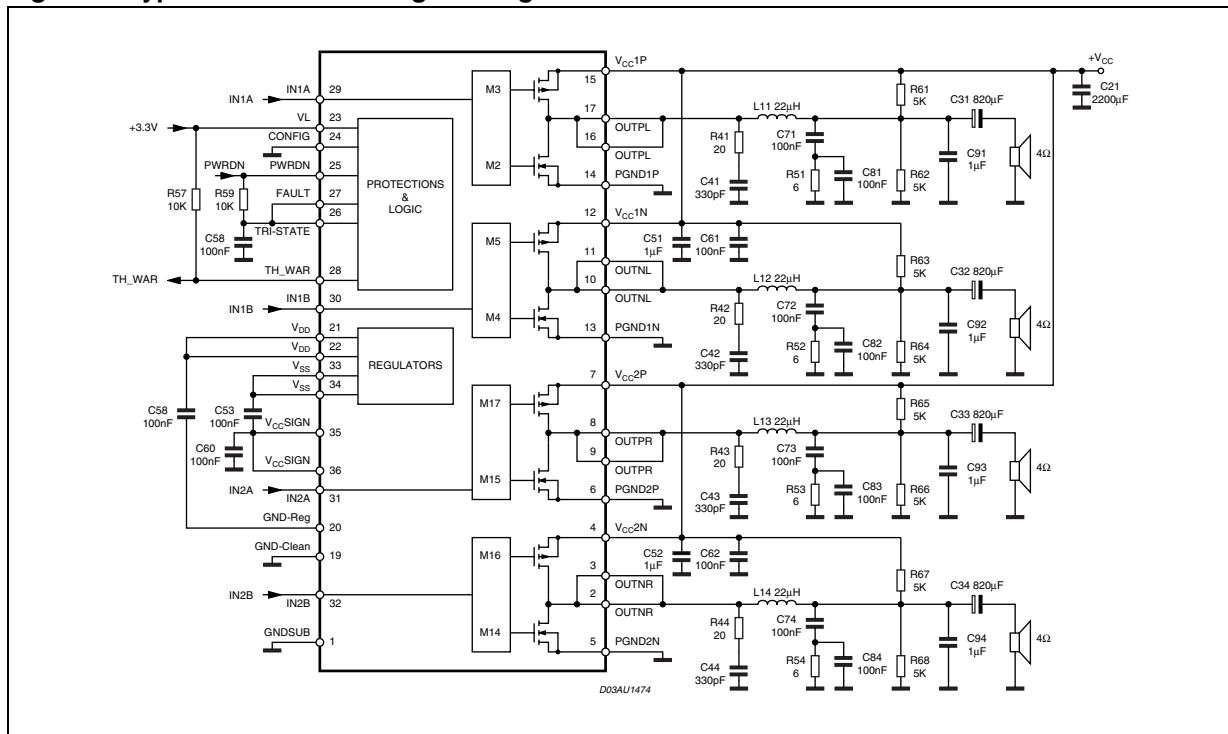 VCC1P
+VCC
15
M3
IN1A
IN1A
29
R61
5K
C31 820µF
C21
2200µF
17
L11 22µH
VL
23
+3.3V
16
OUTPL
C71
100nF
R41
20
CONFIG
24
OUTPL
C91
1µF
4Ω
M2
PWRDN
PWRDN
25
14
PGND1P
R51
6
C81
100nF
R62
5K
PROTECTIONS
&
LOGIC
R57
10K
R59
10K
FAULT
27
C41
330pF
26
12
VCC1N
TRI-STATE
C58
100nF
M5
C51
1µF
C61
100nF
11
OUTNL
R63
5K
C32 820µF
TH_WAR
TH_WAR
28
10
OUTNL
L12 22µH
IN1B
IN1B
30
M4
R42
20
C72
100nF
C92
1µF
4Ω
VDD
21
13
PGND1N
R52
6
C82
100nF
R64
5K
VDD
22
C42
330pF
REGULATORS
VSS
33
7
VCC2P
VSS
34
M17
R65
5K
C33 820µF
C58
100nF
C53
100nF
8
OUTPR
L13 22µH
VCCSIGN
35
C60
100nF
9
OUTPR
R43
20
C73
100nF
C93
1µF
4Ω
VCCSIGN
36
M15
IN2A
IN2A
31
6
PGND2P
R53
6
C83
100nF
R66
5K
C43
330pF
GND-Reg
20
4
VCC2N
GND-Clean
19
M16
C52
1µF
C62
100nF
3
OUTNR
R67
5K
C34 820µF
IN2B
IN2B
32
2
OUTNR
L14 22µH
M14
R44
20
C74
100nF
C94
1µF
4Ω
GNDSUB
1
5
PGND2N
R54
6
C84
100nF
R68
5K
C44
330pF
D03AU1474